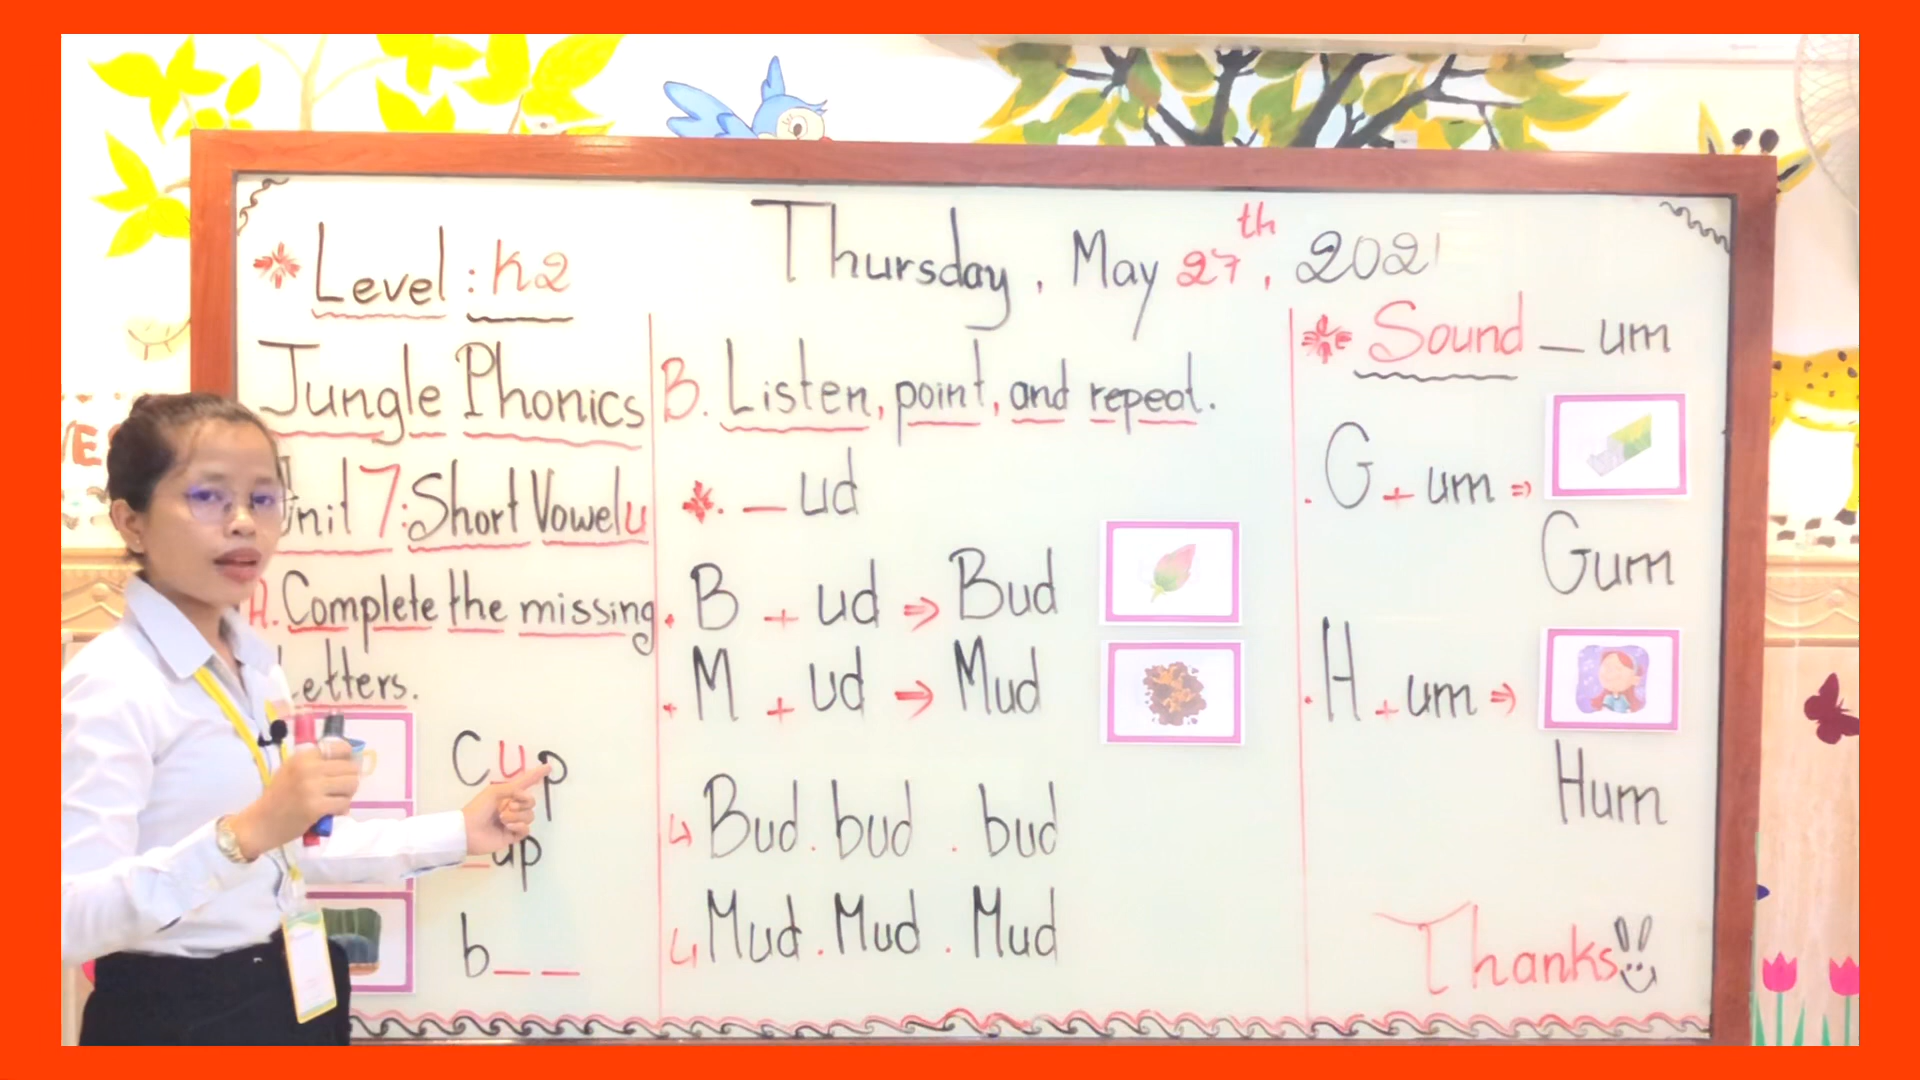 Level : K2
Thursday, May 27th, 2021
Jungle Phonics
Unit 7: Short Vowel u
A. Complete the missing
Letters.
Cup
_up
b_ _
B. Listen, point, and repeat.
_ ud
B + ud ⇒ Bud
M + ud → Mud
Bud. bud. bud
Mud. Mud. Mud
Sound _ um
G + um ⇒
Gum
H + um ⇒
Hum
Thanks!!